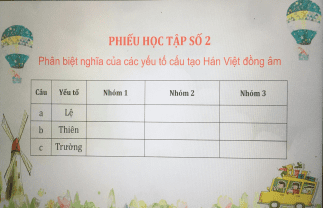 PHIẾU HỌC TẬP SỐ 2
Phân biệt nghĩa của các yếu tố cấu tạo Hán Việt đồng âm
Câu Yếu tố Nhóm 1 Nhóm 2 Nhóm 3
a Lệ
b Thiên
c Trường